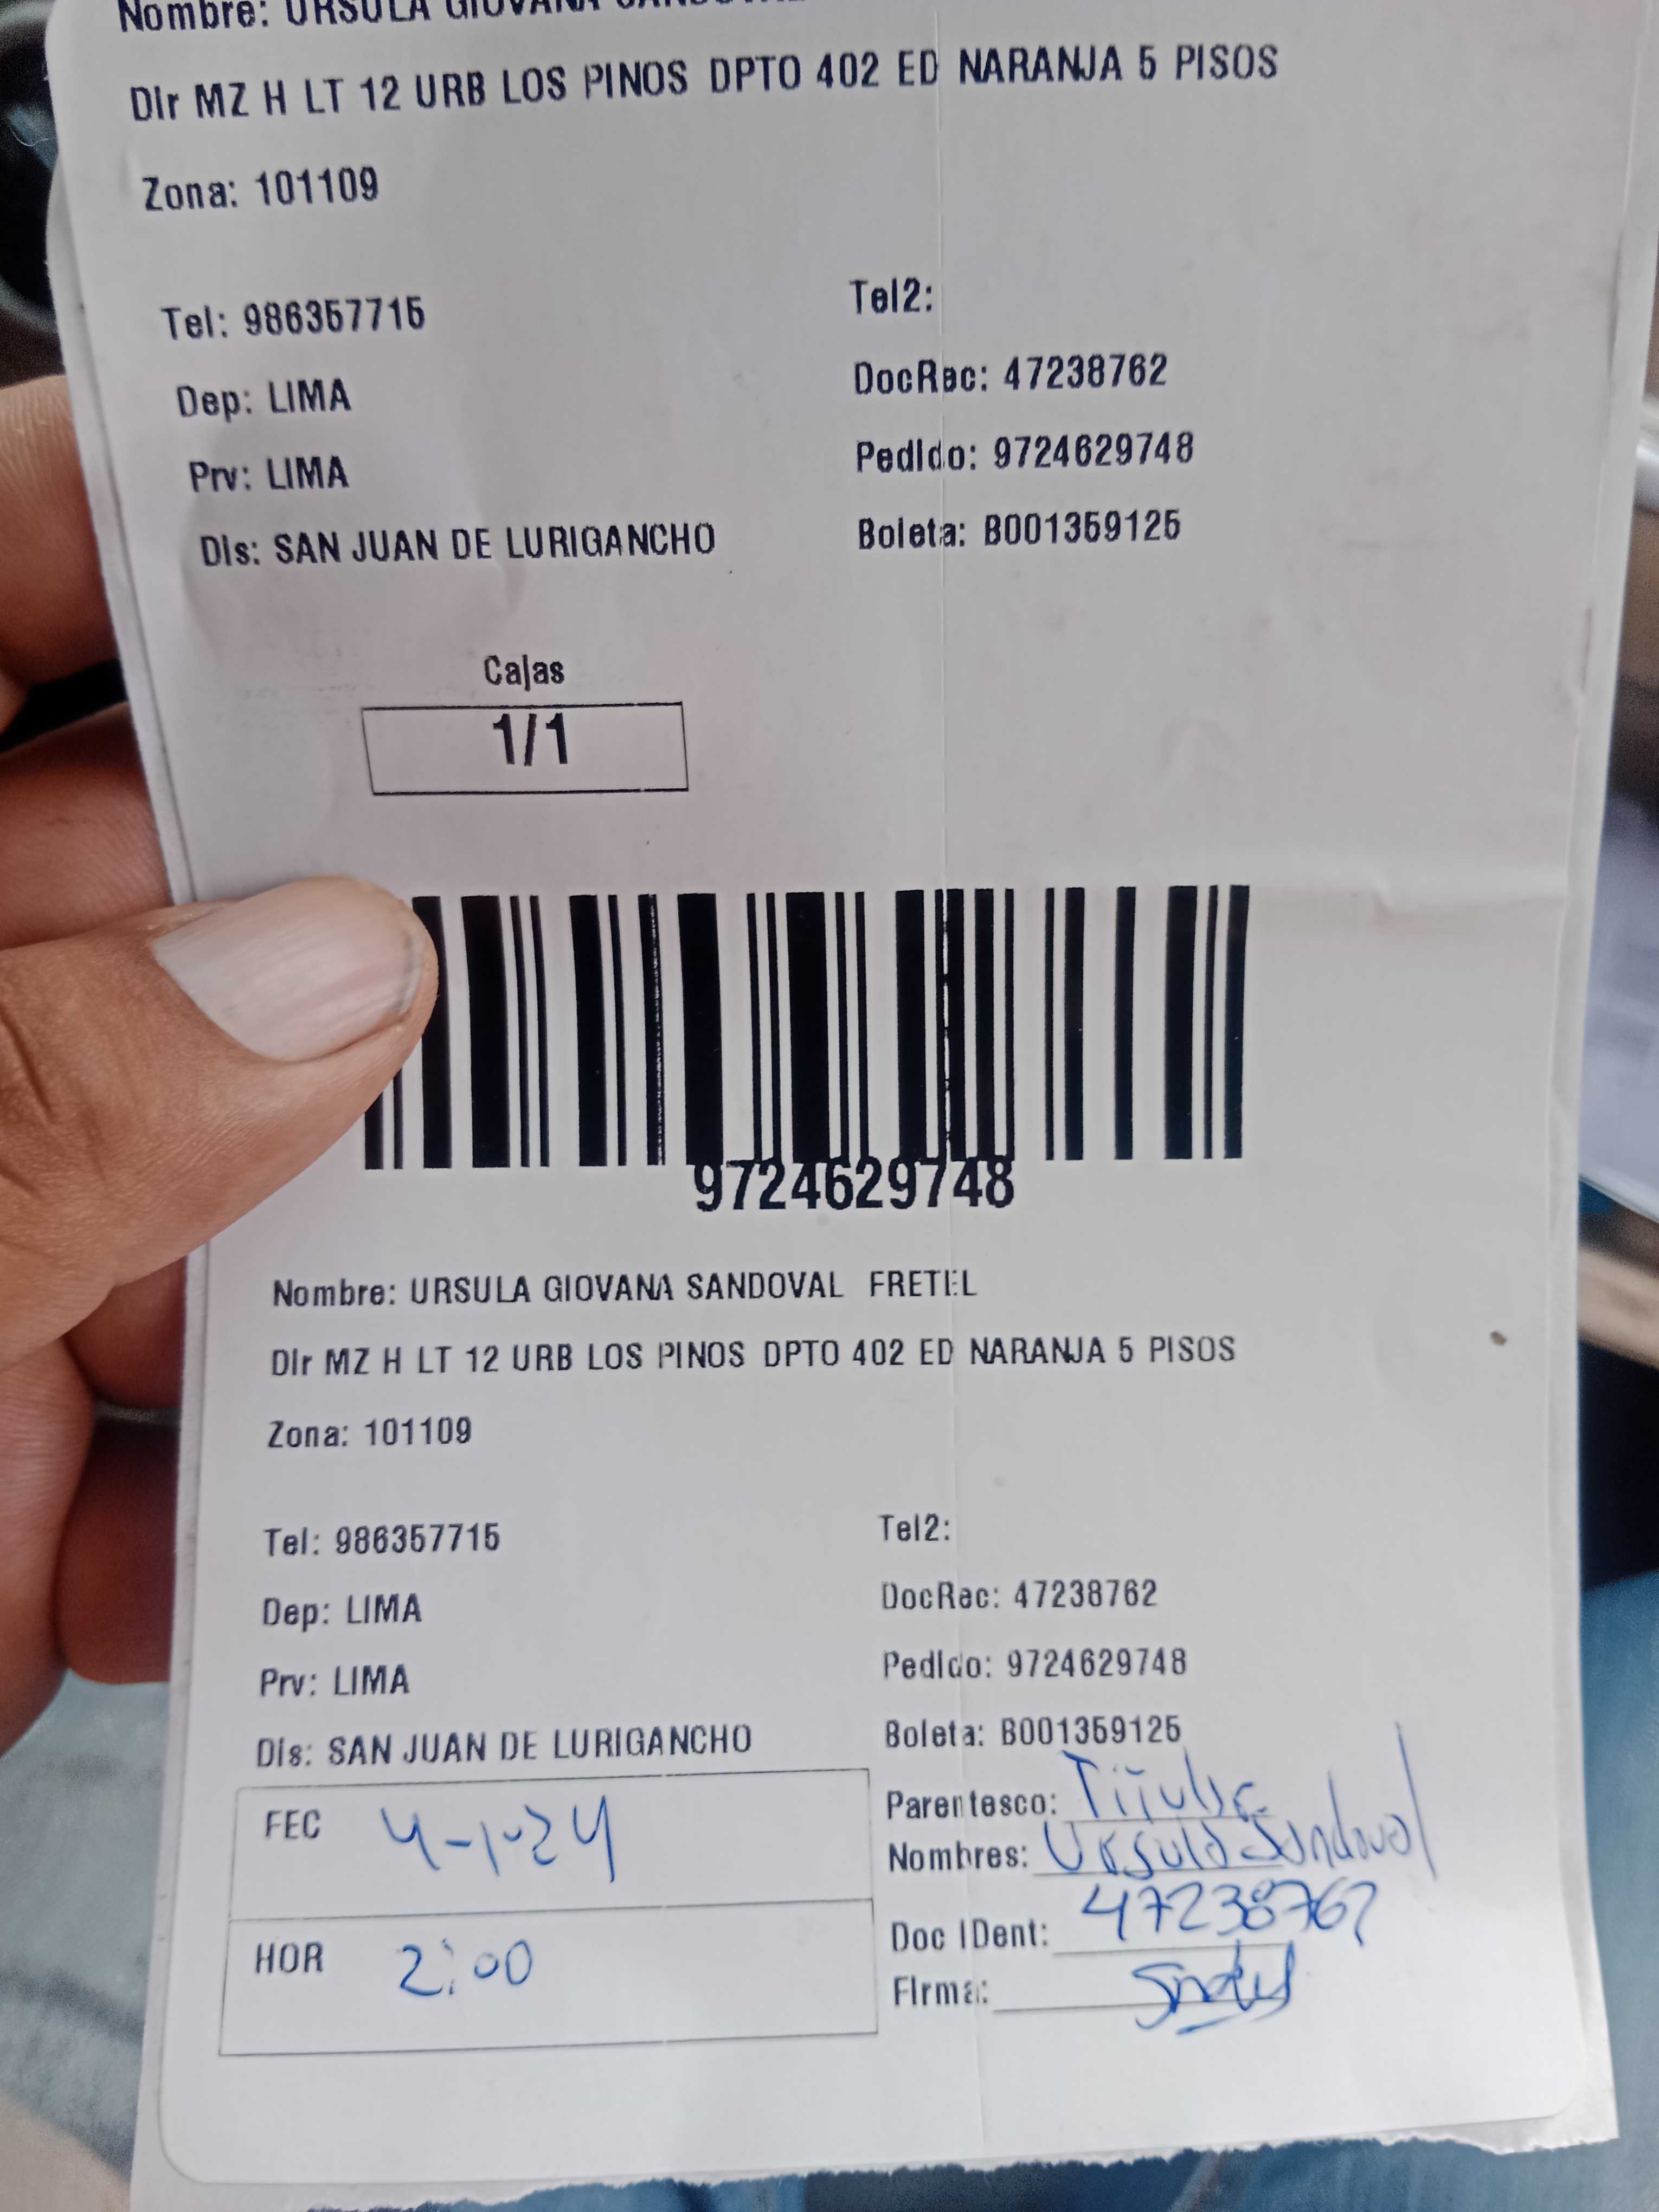 Nombre: URSULA GIOVANA SANDOVAL
Dir MZ H LT 12 URB LOS PINOS DPTO 402 ED NARANJA 5 PISOS
Zona: 101109
Tel: 986357715
Tel2:
Dep: LIMA
DocRec: 47238762
Prv: LIMA
Pedido: 9724629748
Dis: SAN JUAN DE LURIGANCHO
Boleta: B001359125
Cajas
1/1
9724629748
Nombre: URSULA GIOVANA SANDOVAL FRETEL
Dir MZ H LT 12 URB LOS PINOS DPTO 402 ED NARANJA 5 PISOS
Zona: 101109
Tel: 986357715
Tel2:
Dep: LIMA
DocRec: 47238762
Prv: LIMA
Pedido: 9724629748
Dis: SAN JUAN DE LURIGANCHO
Boleta: B001359125
FEC 4-1-24
Parentesco: Titular
Nombres: Ursula Sandoval
HOR 2:00
Doc IDent: 47238762
Firma: